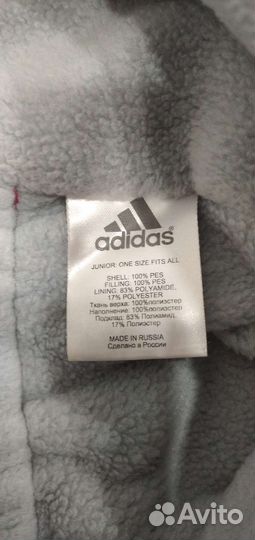 adidas®
JUNIOR: ONE SIZE FITS ALL
SHELL: 100% PES
FILLING: 100% PES
LINING: 83% POLYAMIDE,
17% POLYESTER
Ткань верха: 100%полиэстер
Наполнение: 100%полиэстер
Подклад: 83% Полиамид
17% Полиэстер
MADE IN RUSSIA
Сделано в России
Avito